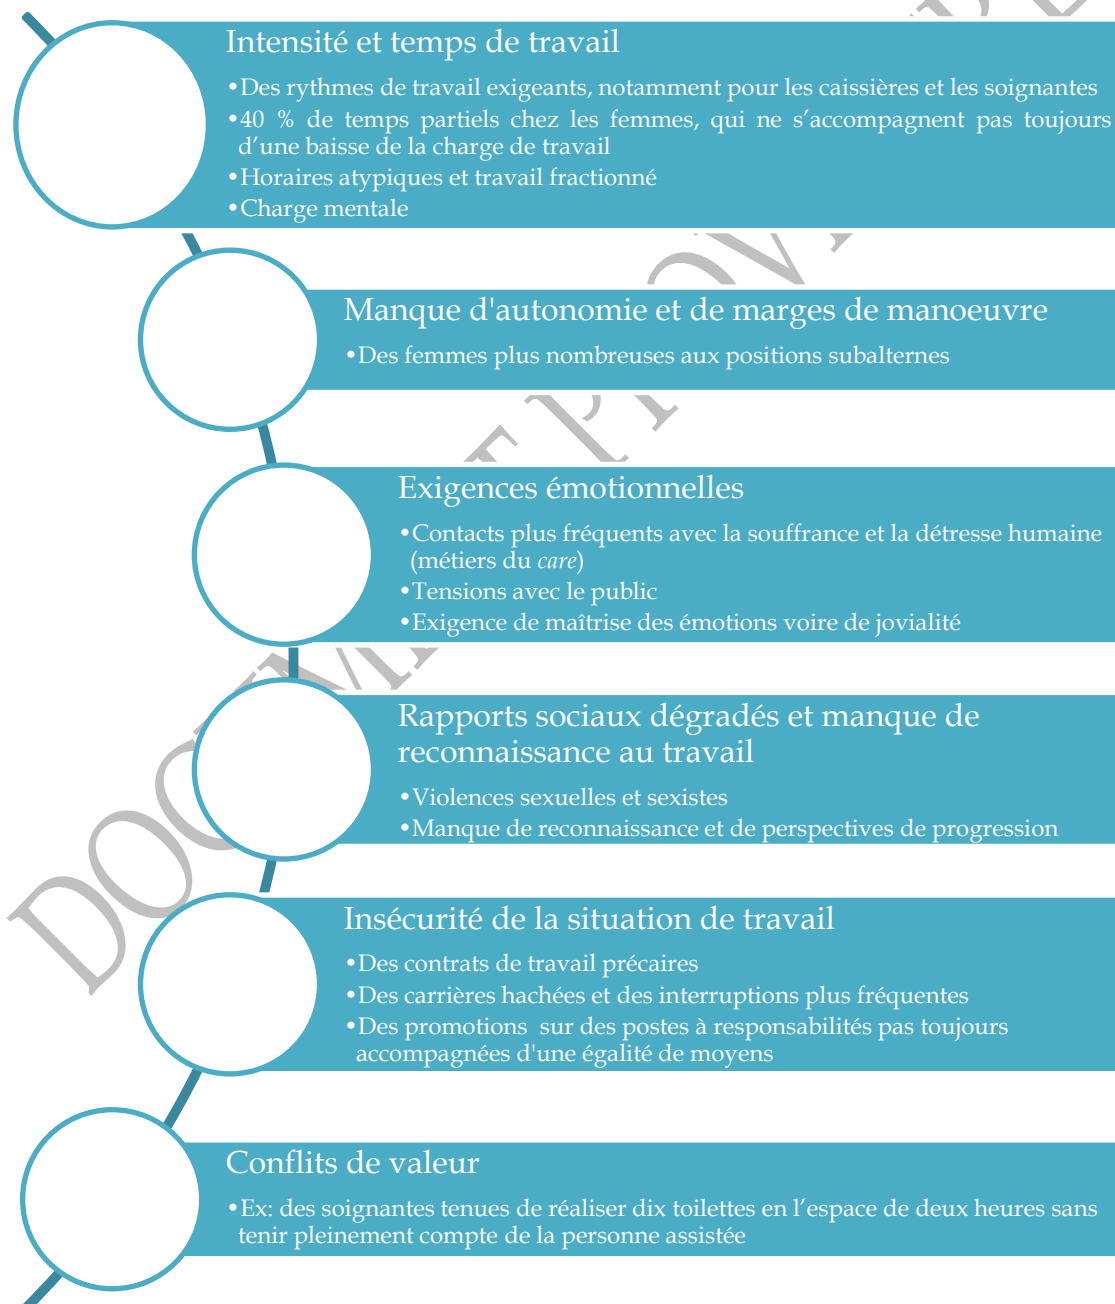 Intensité et temps de travail
•Des rythmes de travail exigeants, notamment pour les caissières et les soignantes
•40 % de temps partiels chez les femmes, qui ne s’accompagnent pas toujours
d’une baisse de la charge de travail
•Horaires atypiques et travail fractionné
•Charge mentale
Manque d'autonomie et de marges de manoeuvre
•Des femmes plus nombreuses aux positions subalternes
Exigences émotionnelles
•Contacts plus fréquents avec la souffrance et la détresse humaine
(métiers du care)
•Tensions avec le public
•Exigence de maîtrise des émotions voire de jovialité
Rapports sociaux dégradés et manque de
reconnaissance au travail
•Violences sexuelles et sexistes
•Manque de reconnaissance et de perspectives de progression
Insécurité de la situation de travail
•Des contrats de travail précaires
•Des carrières hachées et des interruptions plus fréquentes
•Des promotions  sur des postes à responsabilités pas toujours
accompagnées d'une égalité de moyens
Conflits de valeur
•Ex: des soignantes tenues de réaliser dix toilettes en l’espace de deux heures sans
tenir pleinement compte de la personne assistée